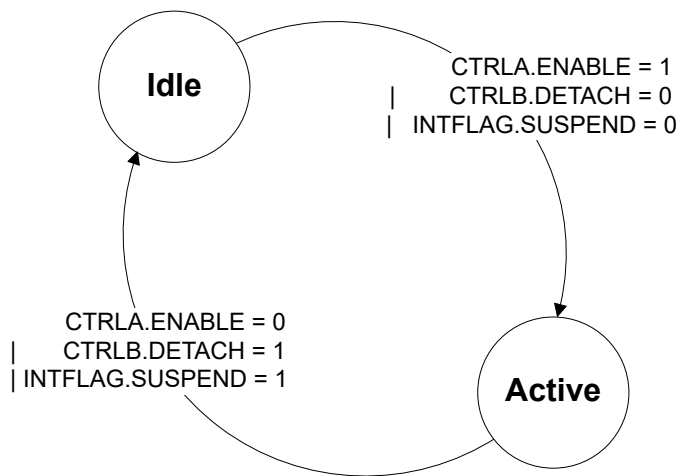 Idle
CTRLA.ENABLE = 1
| CTRLB.DETACH = 0
| INTFLAG.SUSPEND = 0
CTRLA.ENABLE = 0
| CTRLB.DETACH = 1
| INTFLAG.SUSPEND = 1
Active